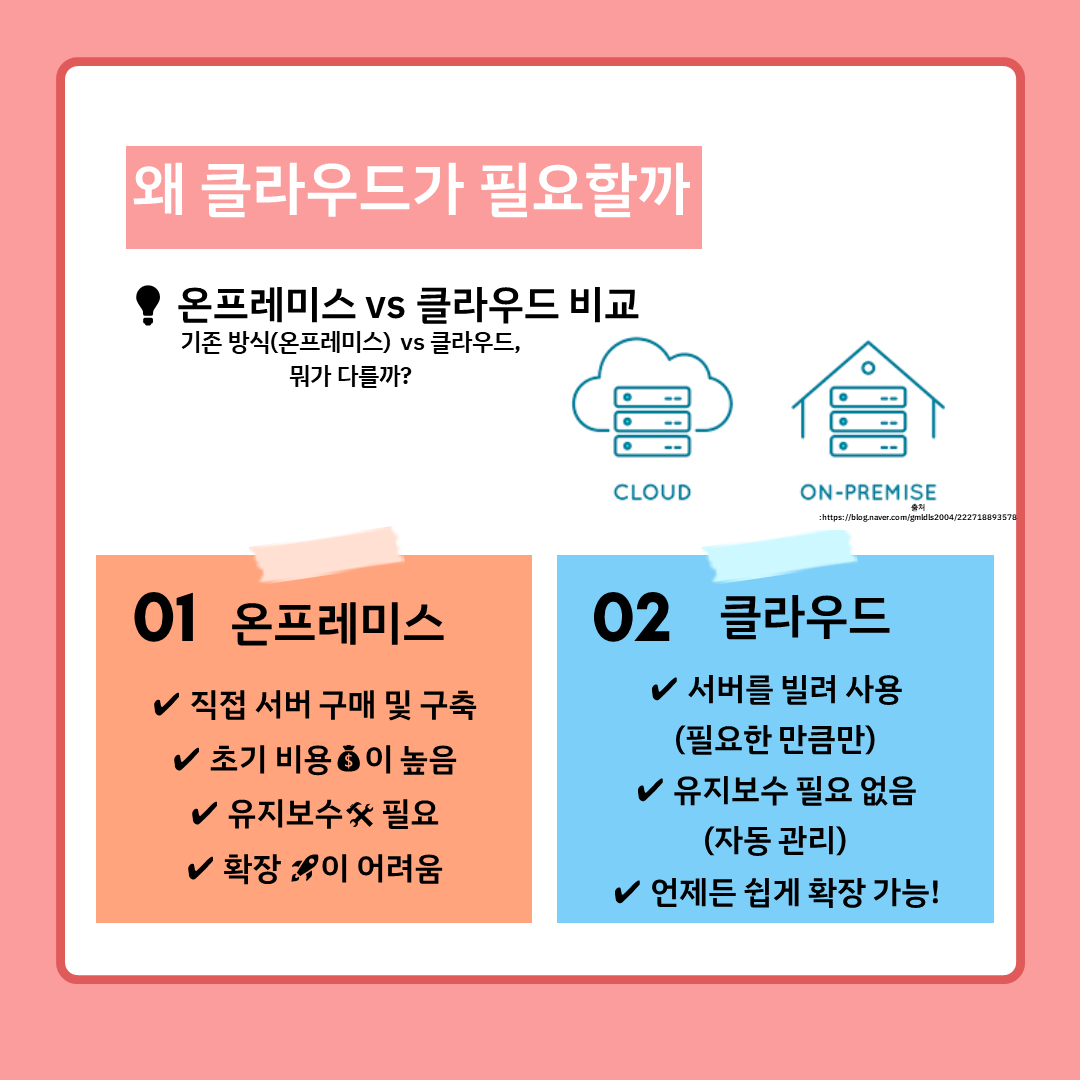 왜 클라우드가 필요할까
온프레미스 vs 클라우드 비교
기존 방식(온프레미스) vs 클라우드,
뭐가 다를까?
CLOUD
ON-PREMISE
출처
:https://blog.naver.com/gmldls2004/222718893578
01 온프레미스
✔ 직접 서버 구매 및 구축
✔ 초기 비용💰이 높음
✔ 유지보수🛠 필요
✔ 확장 🚀이 어려움
02 클라우드
✔ 서버를 빌려 사용
(필요한 만큼만)
✔ 유지보수 필요 없음
(자동 관리)
✔ 언제든 쉽게 확장 가능!